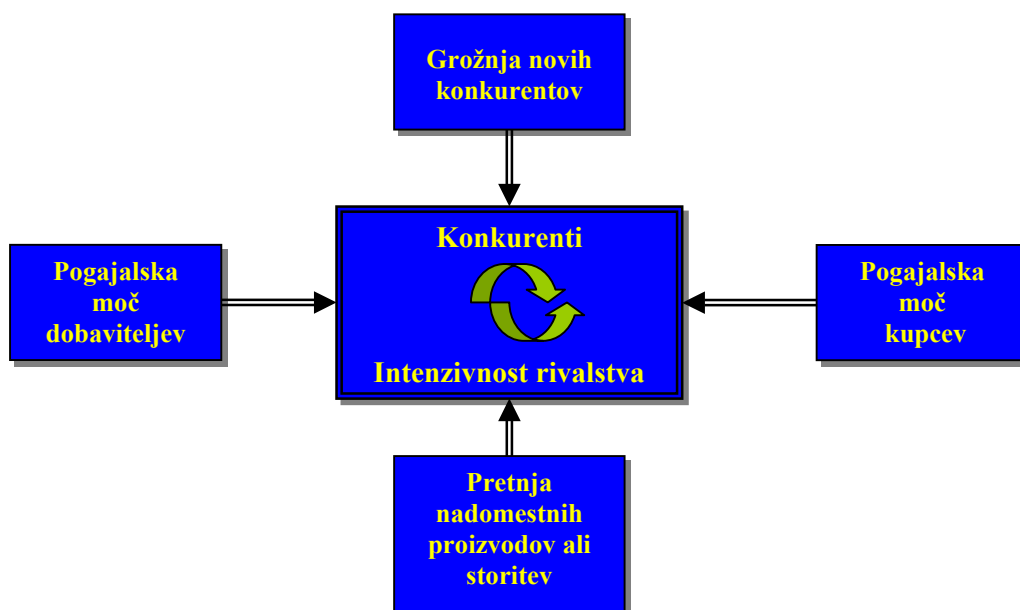 Grožnja novih
konkurentov
Pogajalska
moč
dobaviteljev
Konkurenti
Intenzivnost rivalstva
Pogajalska
moč
kupcev
Pretnja
nadomestnih
proizvodov ali
storitev